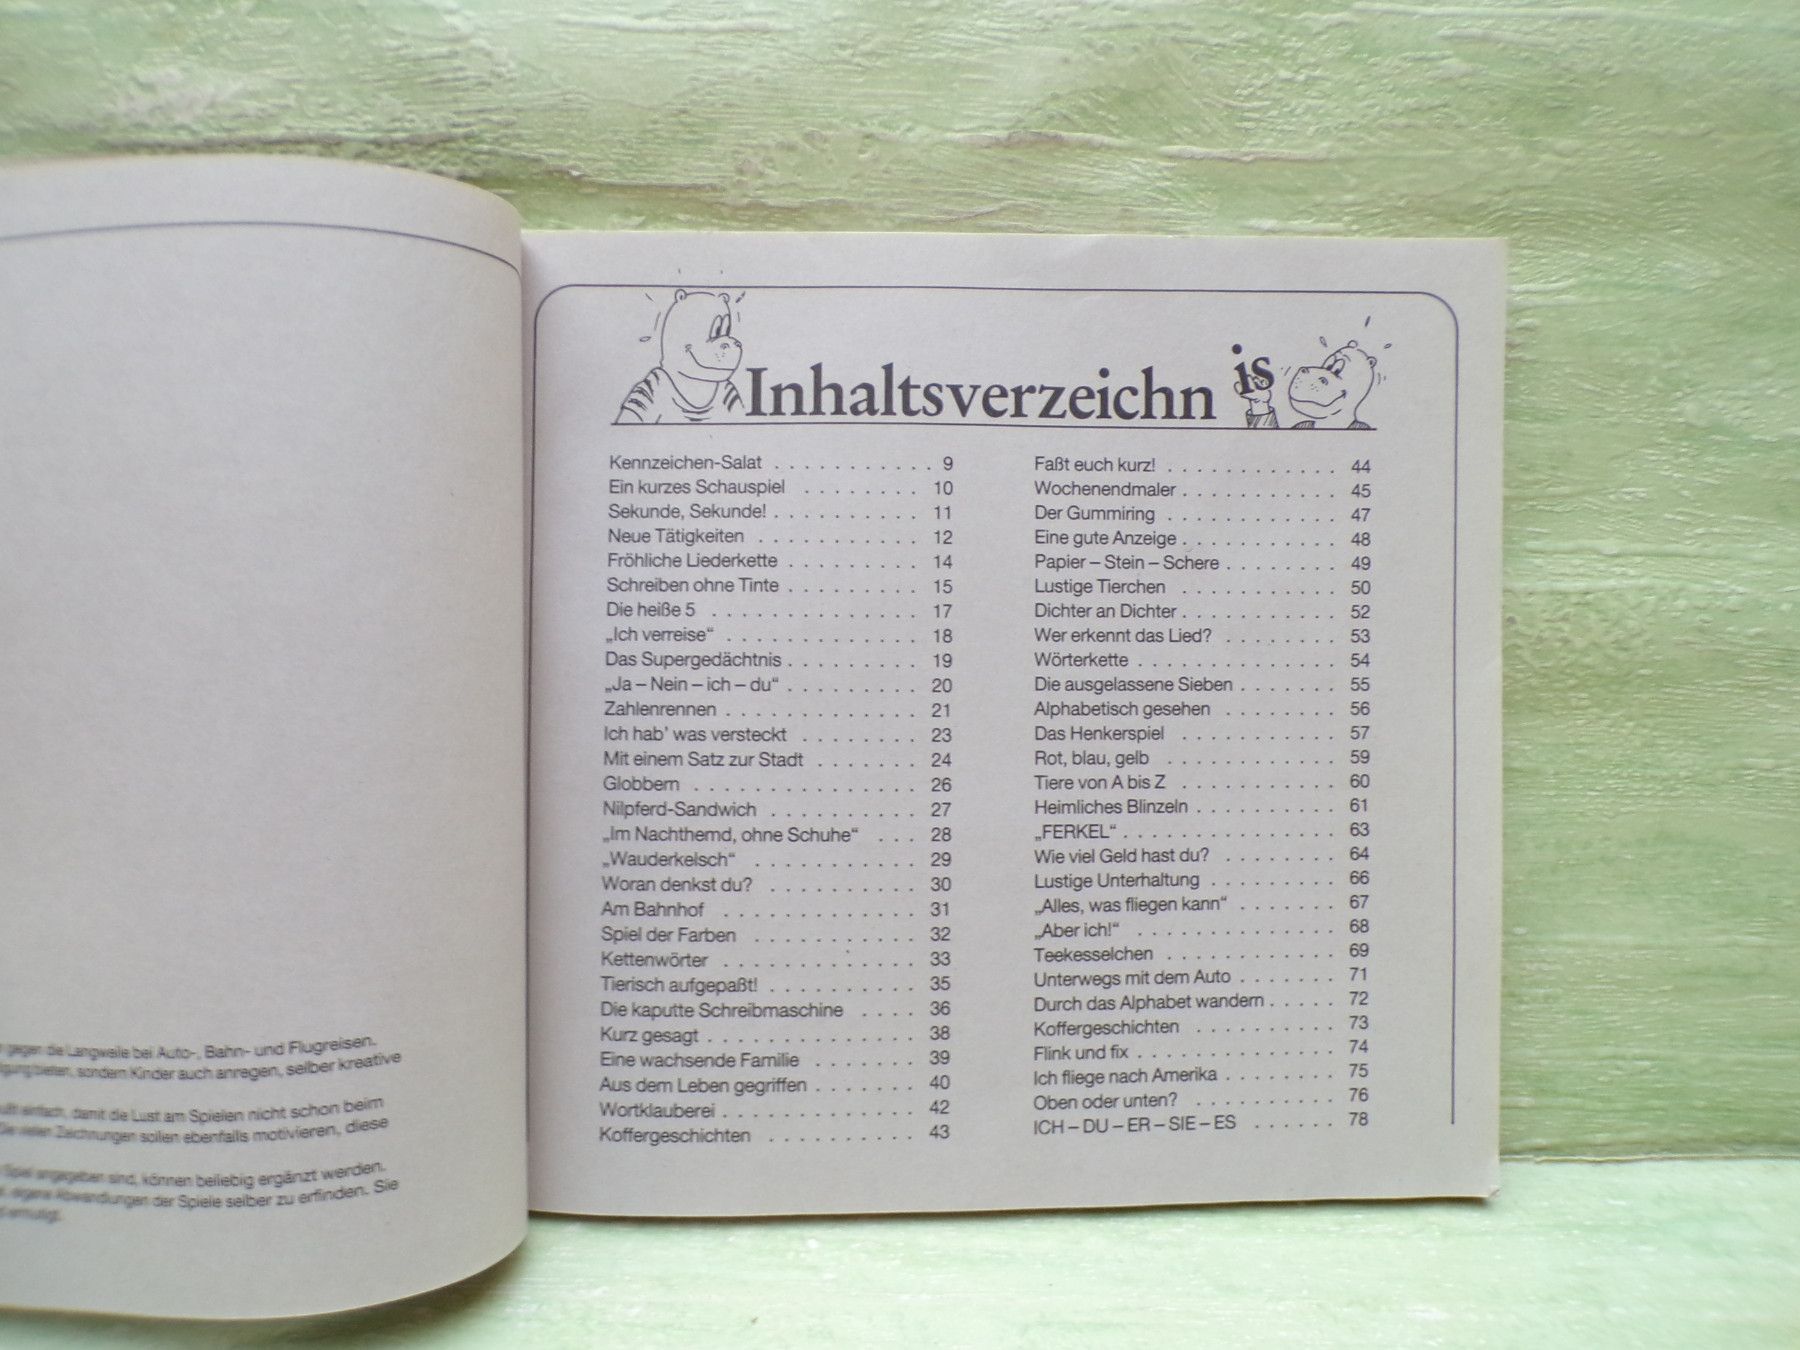 gegen die Langweile bei Auto-, Bahn- und Flugreisen.
bieten, sondern Kinder auch anregen, selber kreative
einfach, damit die Lust am Spielen nicht schon beim
Die vielen Zeichnungen sollen ebenfalls motivieren, diese
Spiel angegeben sind, können beliebig ergänzt werden.
eigene Abwandlungen der Spiele selber zu erfinden. Sie
Inhaltsverzeichnis
Kennzeichen-Salat . . . . . . . . . . . 9
Ein kurzes Schauspiel . . . . . . . . 10
Sekunde, Sekunde! . . . . . . . . . . 11
Neue Tätigkeiten . . . . . . . . . . . 12
Fröhliche Liederkette . . . . . . . . . 14
Schreiben ohne Tinte . . . . . . . . . 15
Die heiße 5 . . . . . . . . . . . . . . 17
„Ich verreise“ . . . . . . . . . . . . . 18
Das Supergedächtnis . . . . . . . . . 19
„Ja – Nein – ich – du“ . . . . . . . . . 20
Zahlenrennen . . . . . . . . . . . . . 21
Ich hab’ was versteckt . . . . . . . . 23
Mit einem Satz zur Stadt . . . . . . . 24
Globbern . . . . . . . . . . . . . . . 26
Nilpferd-Sandwich . . . . . . . . . . 27
„Im Nachthemd, ohne Schuhe“ . . . 28
„Wauderkelsch“ . . . . . . . . . . . 29
Woran denkst du? . . . . . . . . . . 30
Am Bahnhof . . . . . . . . . . . . . 31
Spiel der Farben . . . . . . . . . . . 32
Kettenwörter . . . . . . . . . . . . . 33
Tierisch aufgepaßt! . . . . . . . . . . 35
Die kaputte Schreibmaschine . . . . 36
Kurz gesagt . . . . . . . . . . . . . . 38
Eine wachsende Familie . . . . . . . . 39
Aus dem Leben gegriffen . . . . . . . 40
Wortklauberei . . . . . . . . . . . . . 42
Koffergeschichten . . . . . . . . . . 43
Faßt euch kurz! . . . . . . . . . . . . 44
Wochenendmaler . . . . . . . . . . . 45
Der Gummiring . . . . . . . . . . . . 47
Eine gute Anzeige . . . . . . . . . . . 48
Papier – Stein – Schere . . . . . . . . 49
Lustige Tierchen . . . . . . . . . . . 50
Dichter an Dichter . . . . . . . . . . . 52
Wer erkennt das Lied? . . . . . . . . 53
Wörterkette . . . . . . . . . . . . . . 54
Die ausgelassene Sieben . . . . . . . 55
Alphabetisch gesehen . . . . . . . . 56
Das Henkerspiel . . . . . . . . . . . 57
Rot, blau, gelb . . . . . . . . . . . . 59
Tiere von A bis Z . . . . . . . . . . . 60
Heimliches Blinzeln . . . . . . . . . . 61
„FERKEL“ . . . . . . . . . . . . . . . 63
Wie viel Geld hast du? . . . . . . . . 64
Lustige Unterhaltung . . . . . . . . . 66
„Alles, was fliegen kann“ . . . . . . . 67
„Aber ich!“ . . . . . . . . . . . . . . 68
Teekesselchen . . . . . . . . . . . . 69
Unterwegs mit dem Auto . . . . . . . 71
Durch das Alphabet wandern . . . . . 72
Koffergeschichten . . . . . . . . . . 73
Flink und fix . . . . . . . . . . . . . . 74
Ich fliege nach Amerika . . . . . . . . 75
Oben oder unten? . . . . . . . . . . . 76
ICH – DU – ER – SIE – ES . . . . . . 78